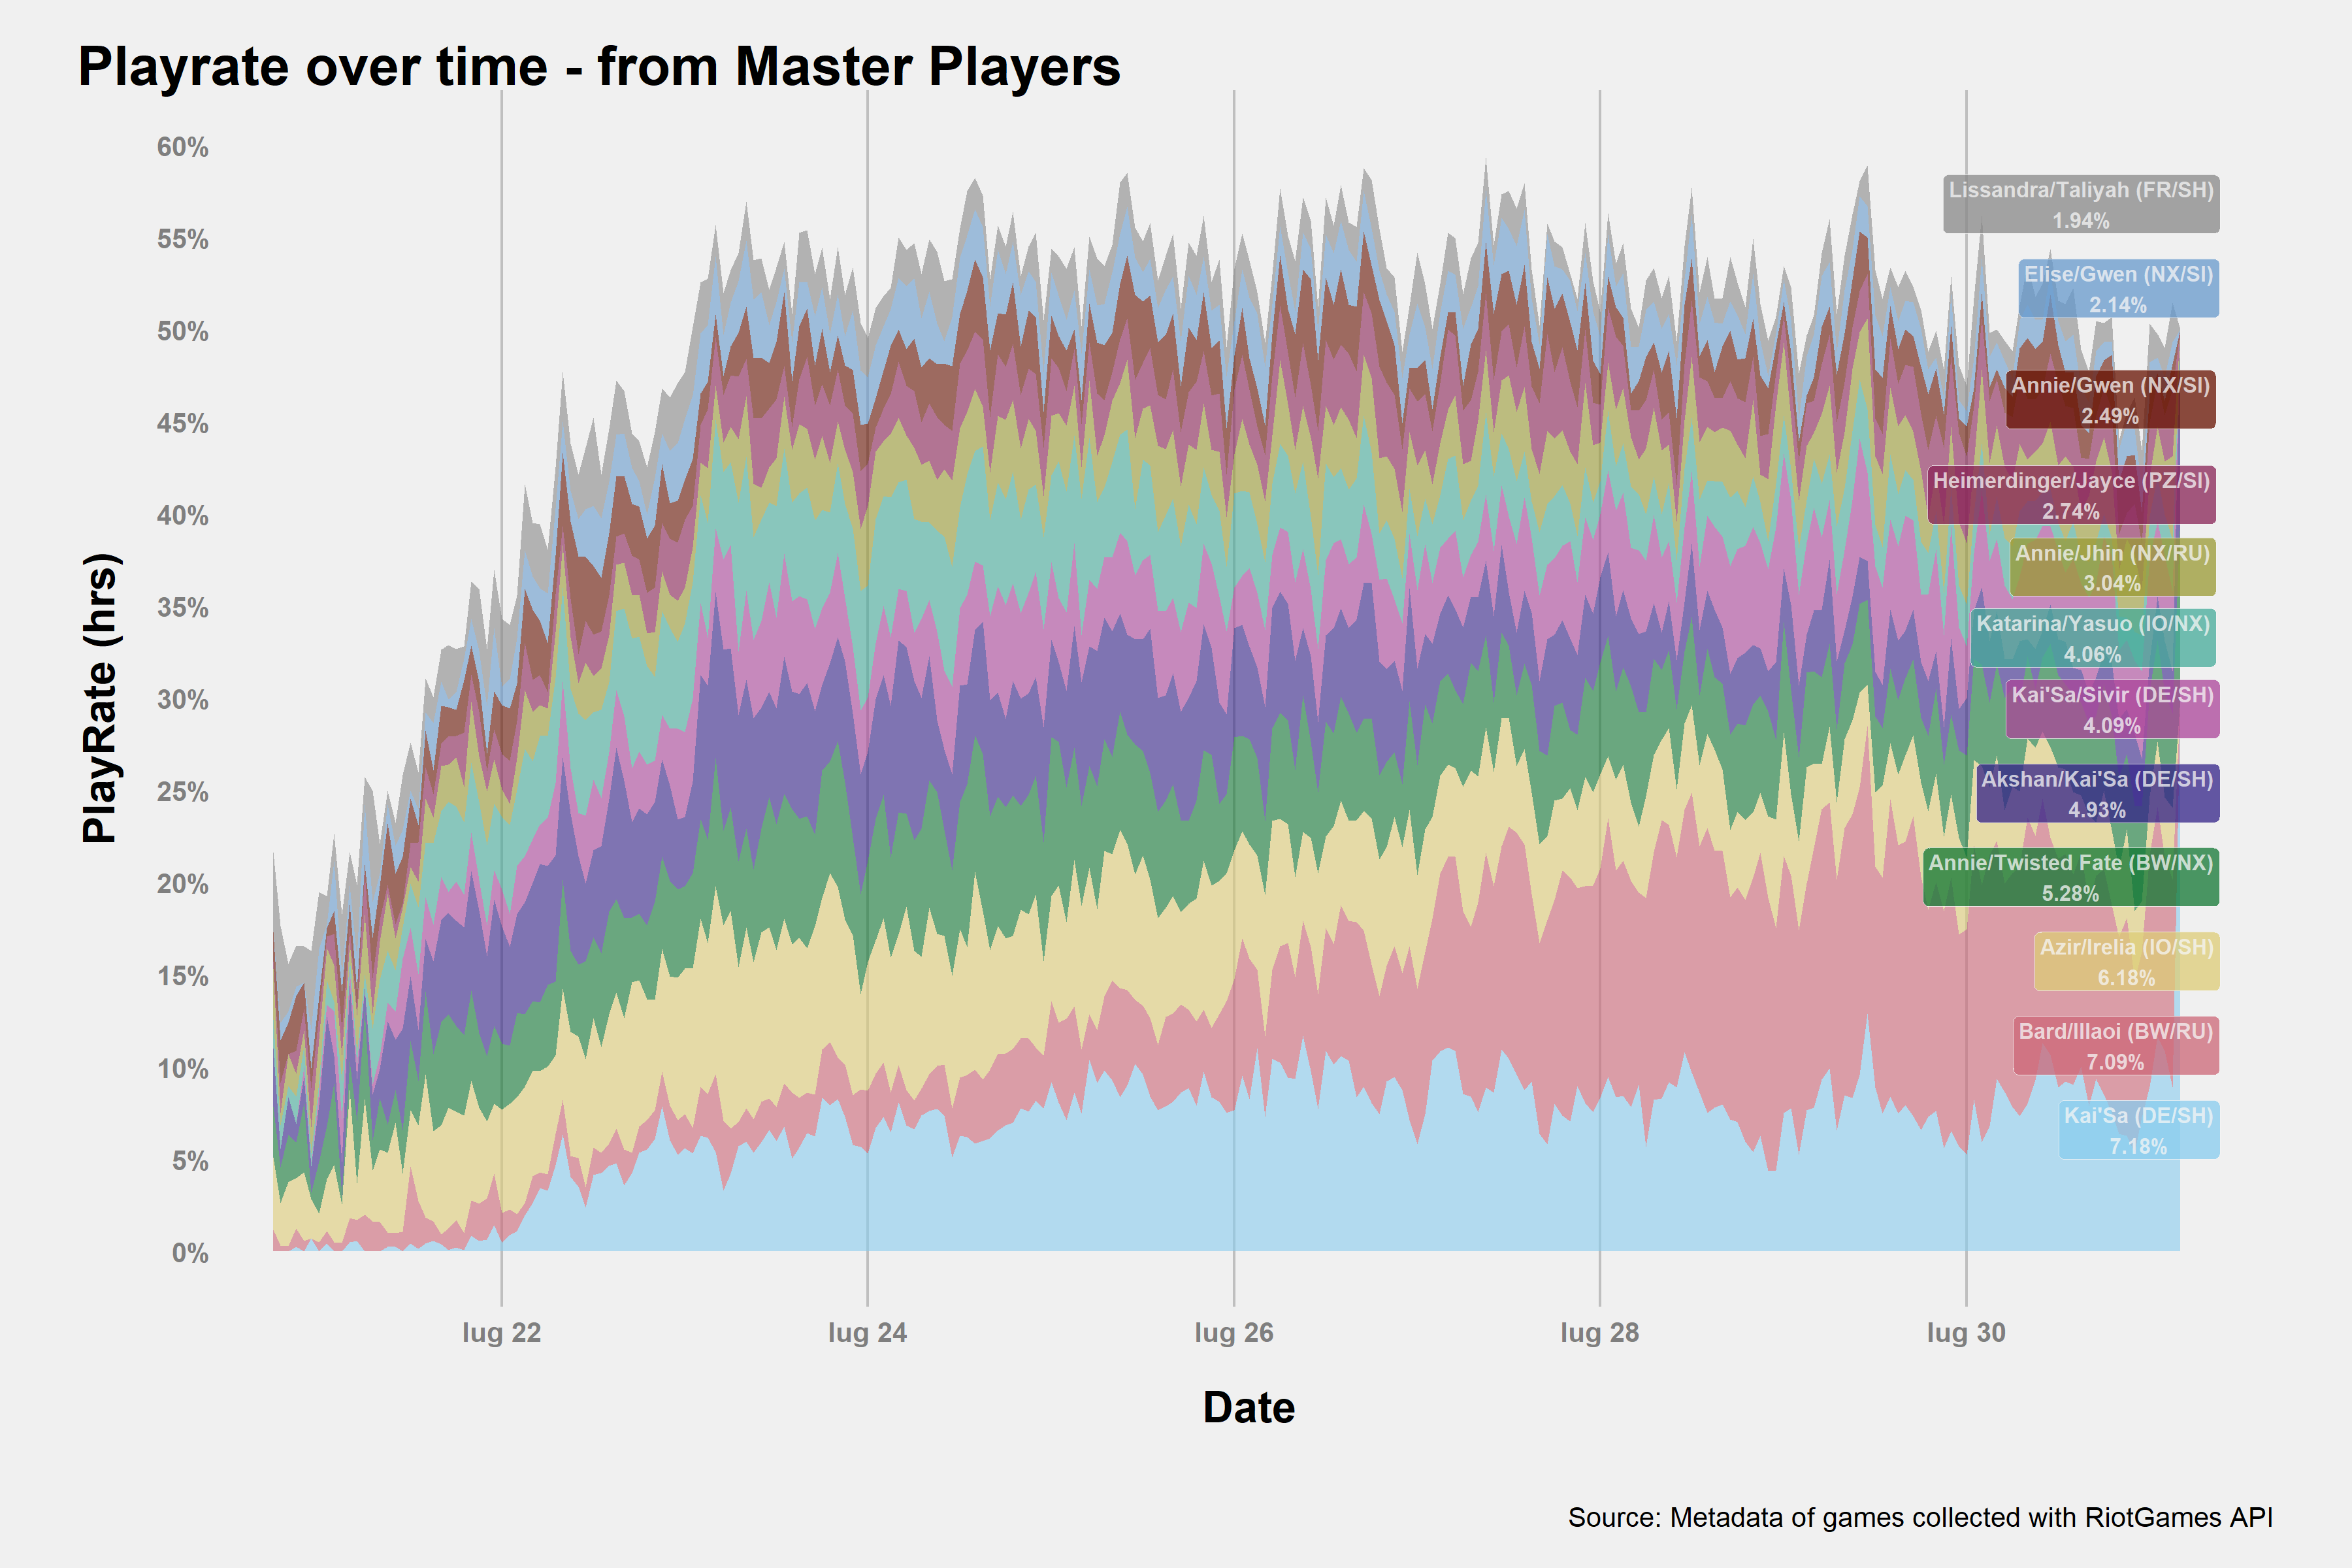 Playrate over time - from Master Players
PlayRate (hrs)
60%
55%
50%
45%
40%
35%
30%
25%
20%
15%
10%
5%
0%
Lissandra/Taliyah (FR/SH)
1.94%
Elise/Gwen (NX/SI)
2.14%
Annie/Gwen (NX/SI)
2.49%
Heimerdinger/Jayce (PZ/SI)
2.74%
Annie/Jhin (NX/RU)
3.04%
Katarina/Yasuo (IO/NX)
4.06%
Kai'Sa/Sivir (DE/SH)
4.09%
Akshan/Kai'Sa (DE/SH)
4.93%
Annie/Twisted Fate (BW/NX)
5.28%
Azir/Irelia (IO/SH)
6.18%
Bard/Illaoi (BW/RU)
7.09%
Kai'Sa (DE/SH)
7.18%
lug 22
lug 24
lug 26
lug 28
lug 30
Date
Source: Metadata of games collected with RiotGames API